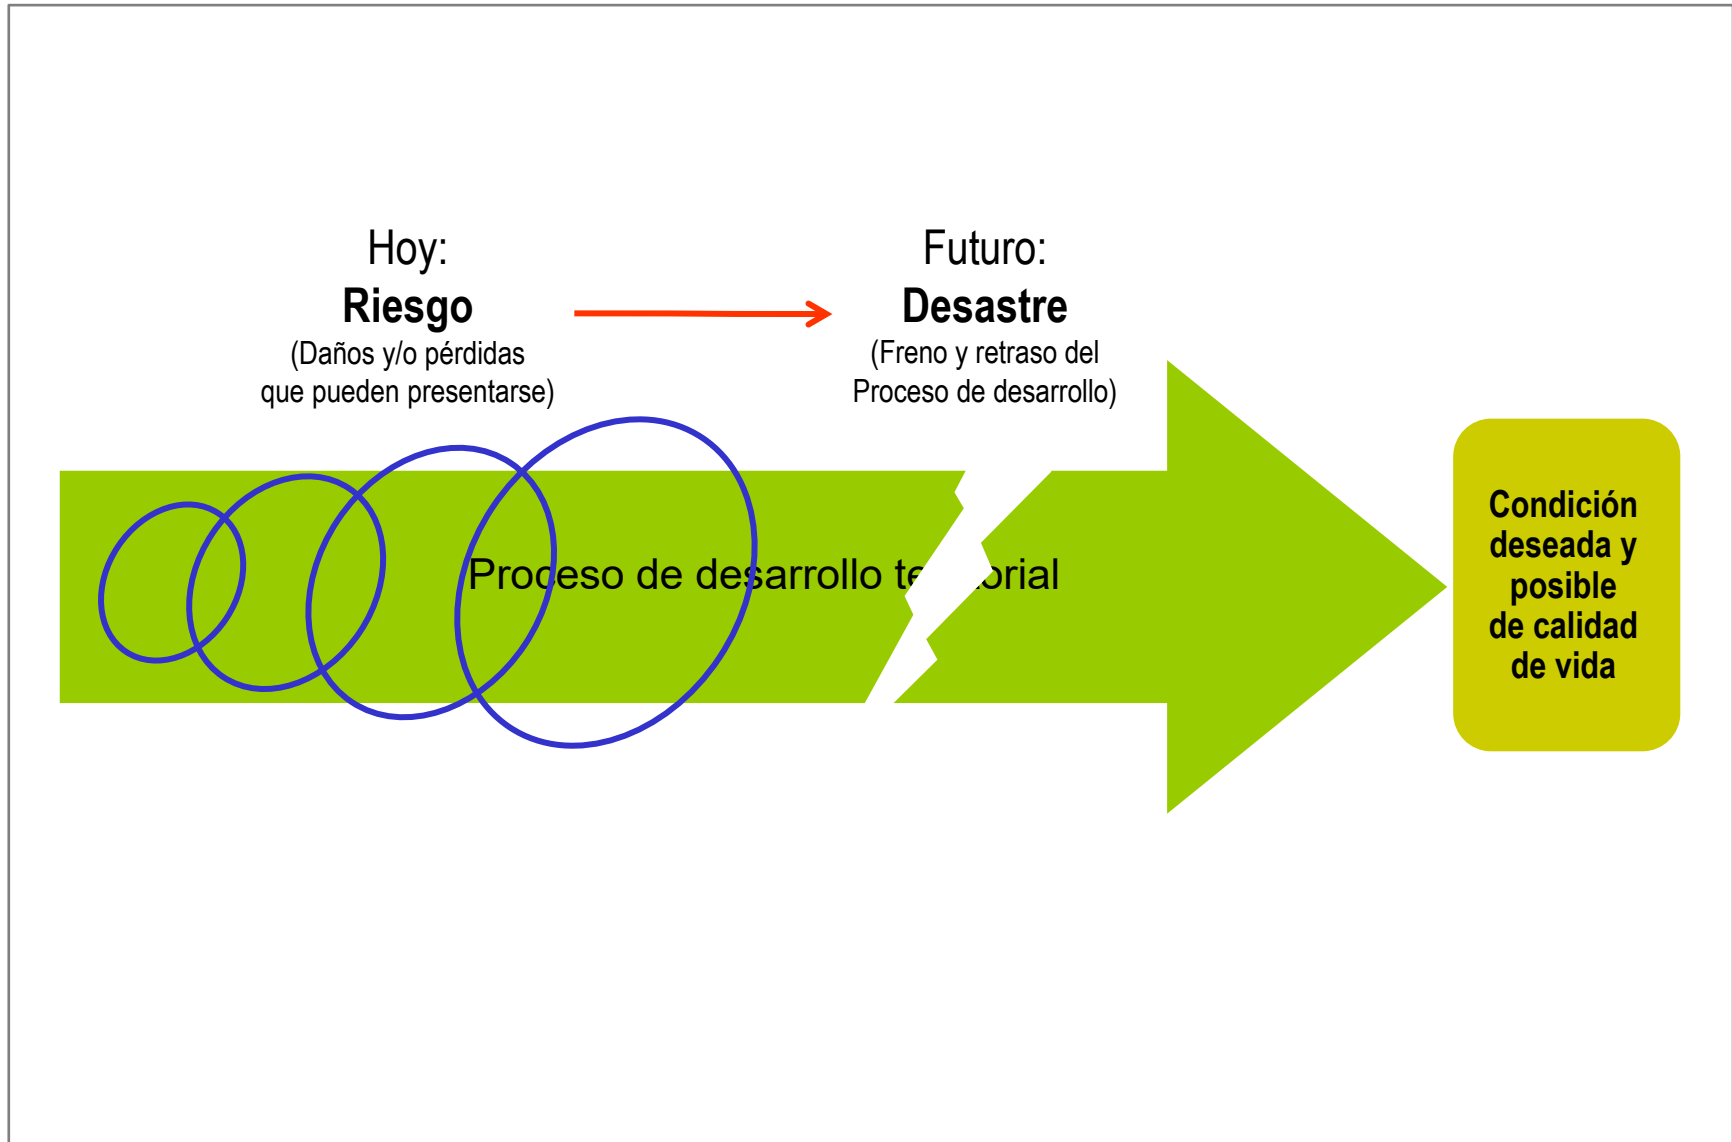 Hoy:
Riesgo
(Daños y/o pérdidas
que pueden presentarse)
Futuro:
Desastre
(Freno y retraso del
Proceso de desarrollo)
Proceso de desarrollo te orial
Condición
deseada y
posible
de calidad
de vida